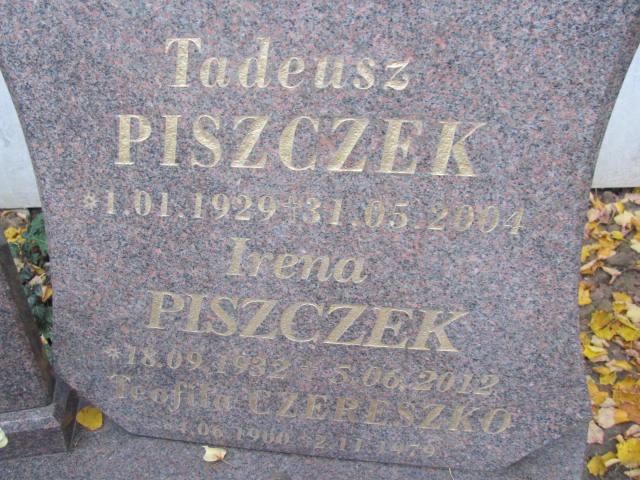 Tadeusz
PISZCZEK
*1.01.1929 †31.05.2004
Irena
PISZCZEK
*18.09.1932 † 5.06.2012
Teofila CZERESZKO